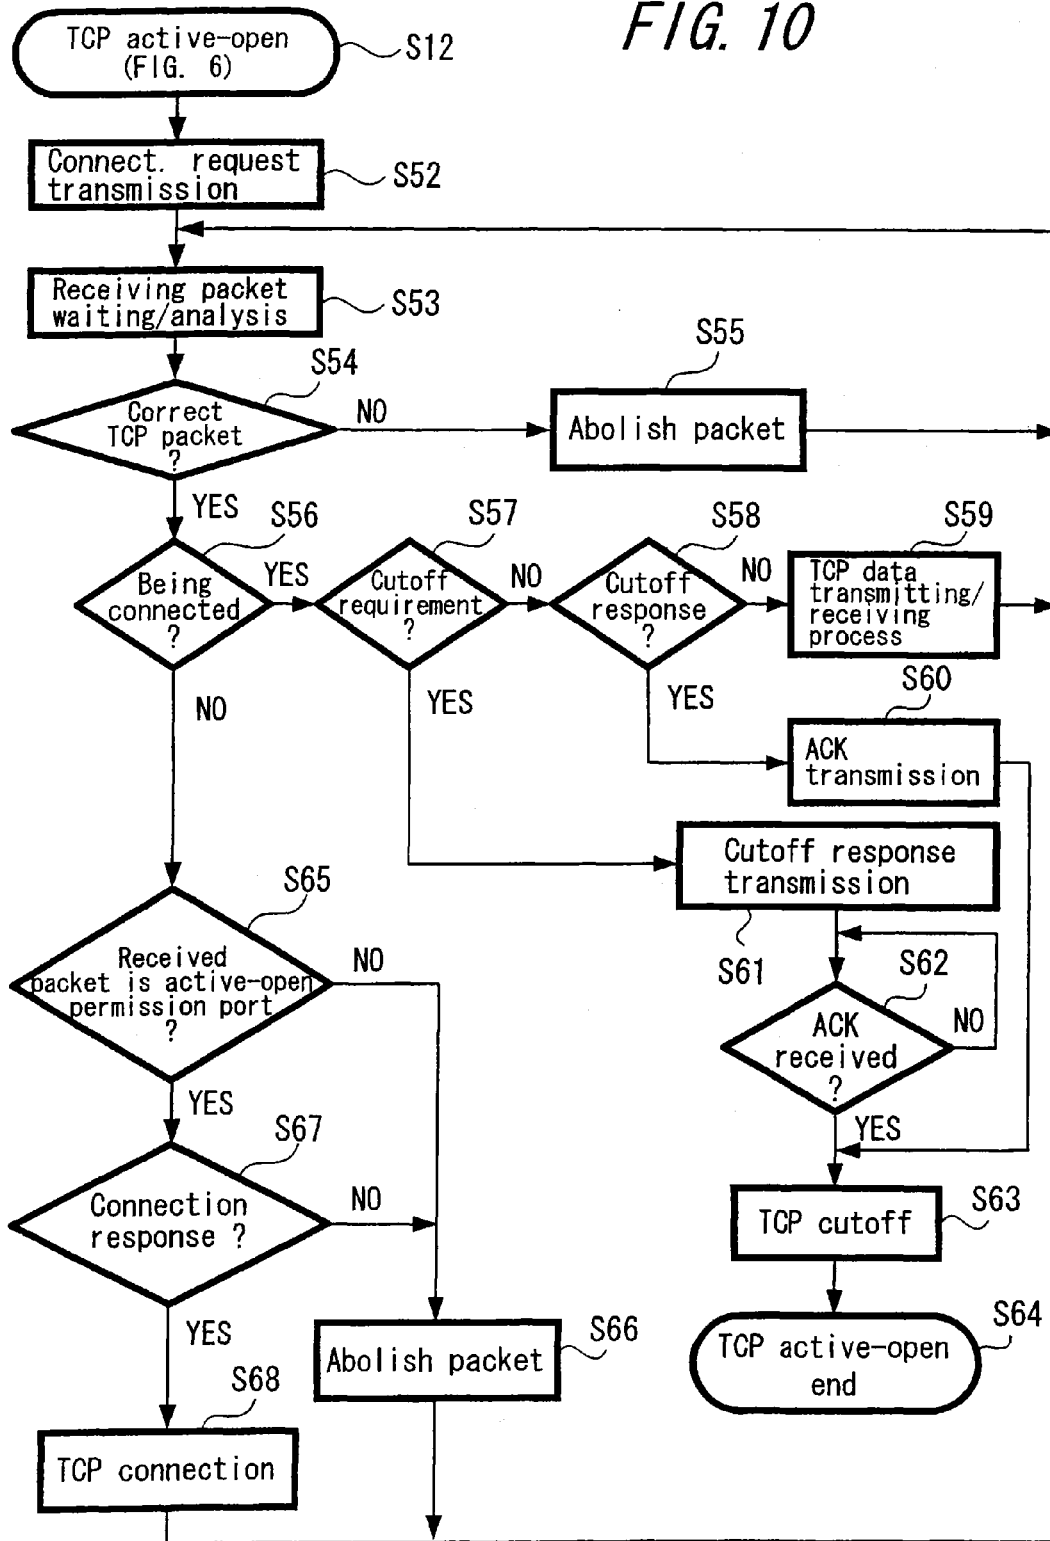 FIG. 10
TCP active-open
(FIG. 6)
S12
Connect. request
transmission
S52
Receiving packet
waiting/analysis
S53
S54
Correct
TCP packet
?
NO
S55
Abolish packet
YES
S56
Being
connected
?
YES
S57
Cutoff
requirement
?
NO
S58
Cutoff
response
?
NO
S59
TCP data
transmitting/
receiving
process
NO
YES
YES
S60
ACK
transmission
Cutoff response
transmission
S61
S62
ACK
received
?
NO
YES
S65
Received
packet is active-open
permission port
?
NO
YES
S67
Connection
response ?
NO
YES
S63
TCP cutoff
S64
TCP active-open
end
S66
Abolish packet
S68
TCP connection